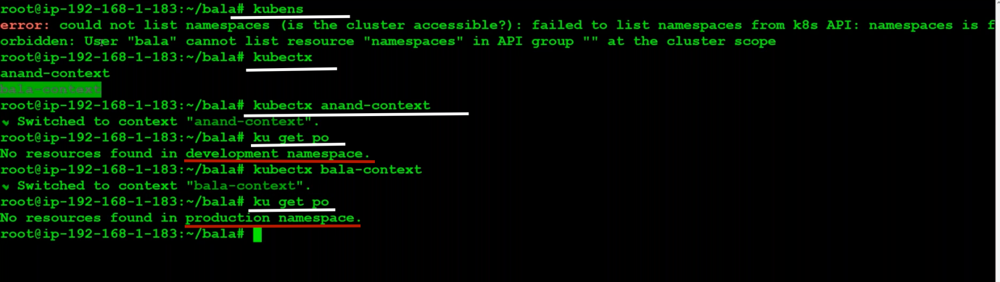 root@ip-192-168-1-183:~/bala# kubens
error: could not list namespaces (is the cluster accessible?): failed to list namespaces from k8s API: namespaces is f
orbidden: User "bala" cannot list resource "namespaces" in API group "" at the cluster scope
root@ip-192-168-1-183:~/bala# kubectx
anand-context
bala-context
root@ip-192-168-1-183:~/bala# kubectx anand-context
✔ Switched to context "anand-context".
root@ip-192-168-1-183:~/bala# ku get po
No resources found in development namespace.
root@ip-192-168-1-183:~/bala# kubectx bala-context
✔ Switched to context "bala-context".
root@ip-192-168-1-183:~/bala# ku get po
No resources found in production namespace.
root@ip-192-168-1-183:~/bala#